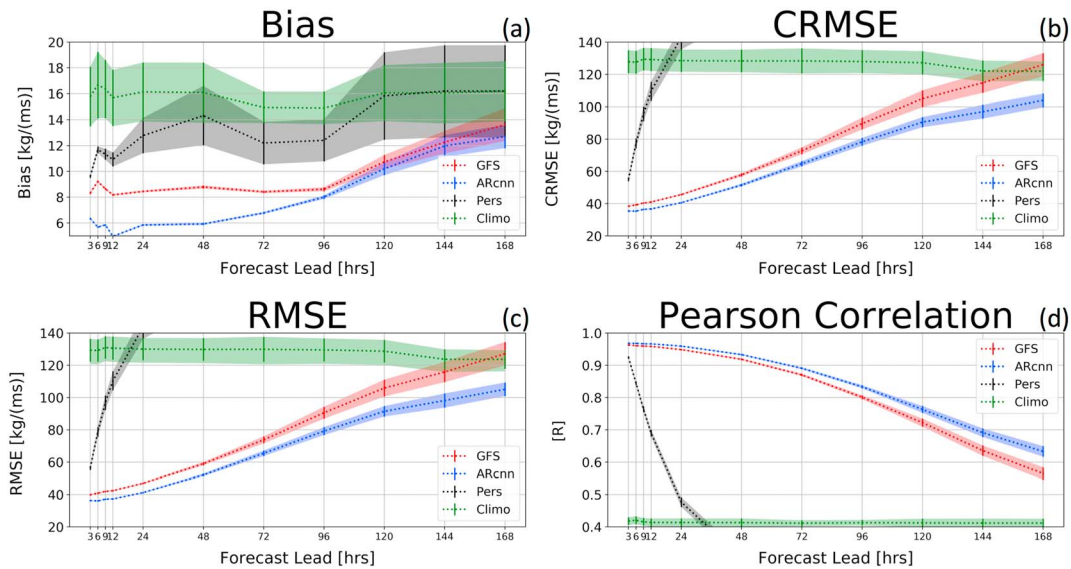 Bias
(a)
20
18
16
14
12
10
8
6
Bias [kg/(ms)]
GFS
ARcnn
Pers
Climo
3 6 9 12 24 48 72 96 120 144 168
Forecast Lead [hrs]
CRMSE
(b)
140
120
100
80
60
40
20
CRMSE [kg/(ms)]
GFS
ARcnn
Pers
Climo
3 6 9 12 24 48 72 96 120 144 168
Forecast Lead [hrs]
RMSE
(c)
140
120
100
80
60
40
20
RMSE [kg/(ms)]
GFS
ARcnn
Pers
Climo
3 6 9 12 24 48 72 96 120 144 168
Forecast Lead [hrs]
Pearson Correlation
(d)
1.0
0.9
0.8
0.7
0.6
0.5
0.4
[R]
GFS
ARcnn
Pers
Climo
3 6 9 12 24 48 72 96 120 144 168
Forecast Lead [hrs]